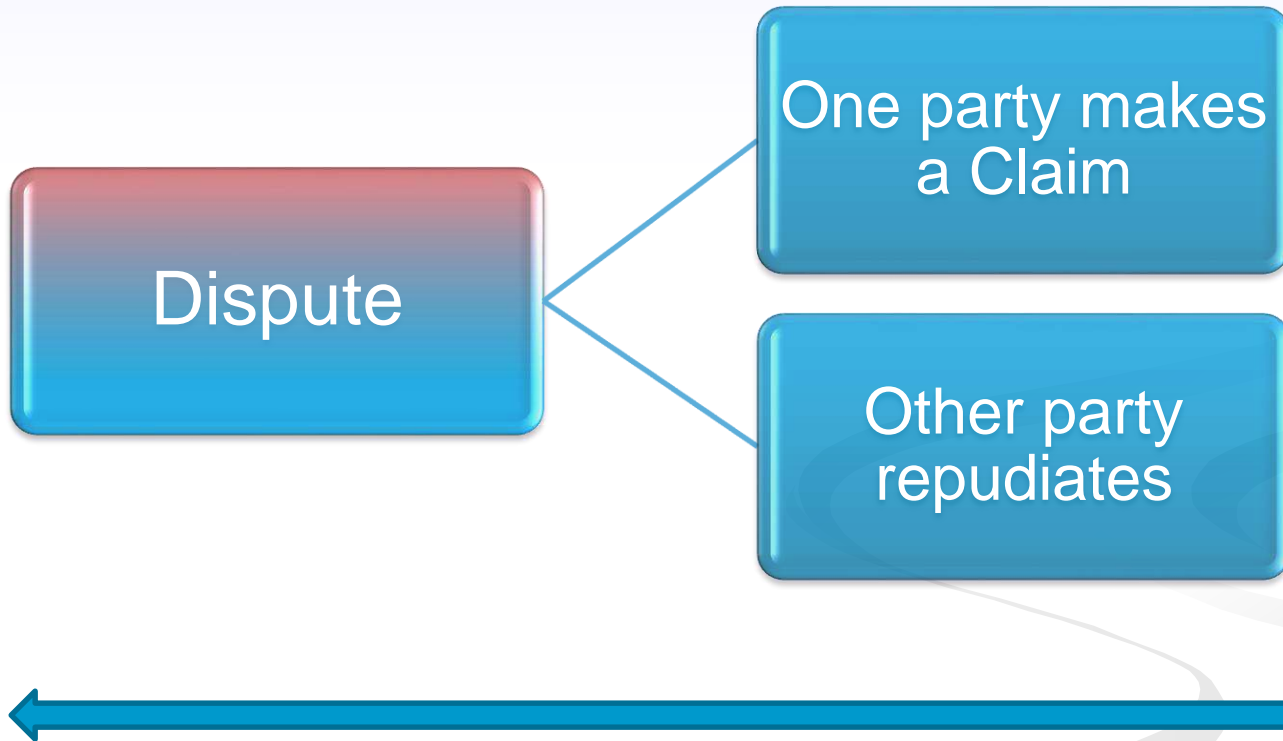 Dispute
One party makes
a Claim
Other party
repudiates